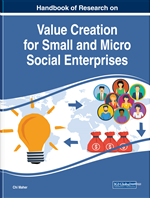 Handbook of Research on
Value Creation
for Small and Micro
Social Enterprises
Chi Maher